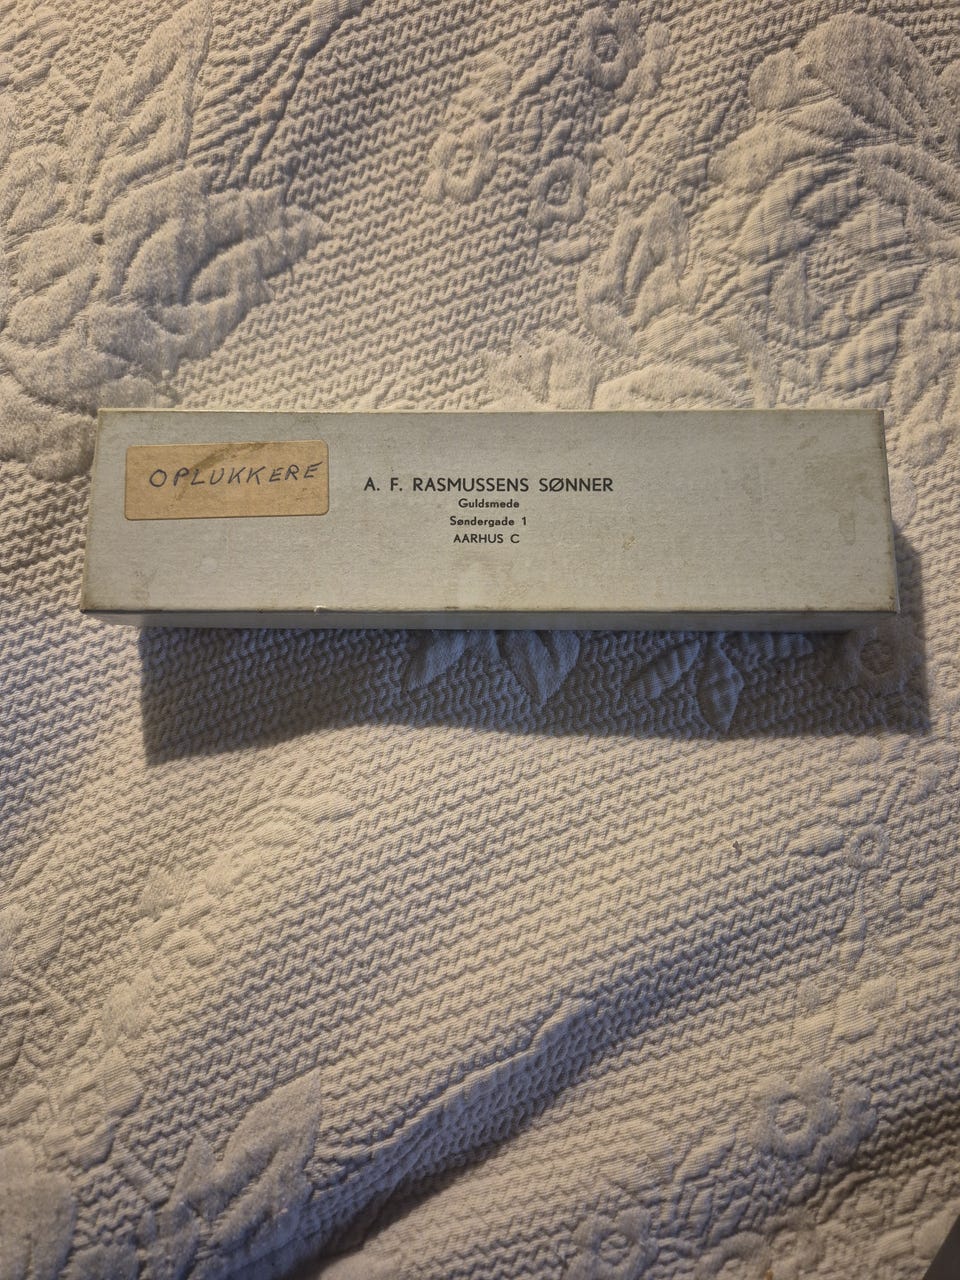 OPLUKKERE
A. F. RASMUSSENS SØNNER
Guldsmede
Søndergade 1
AARHUS C